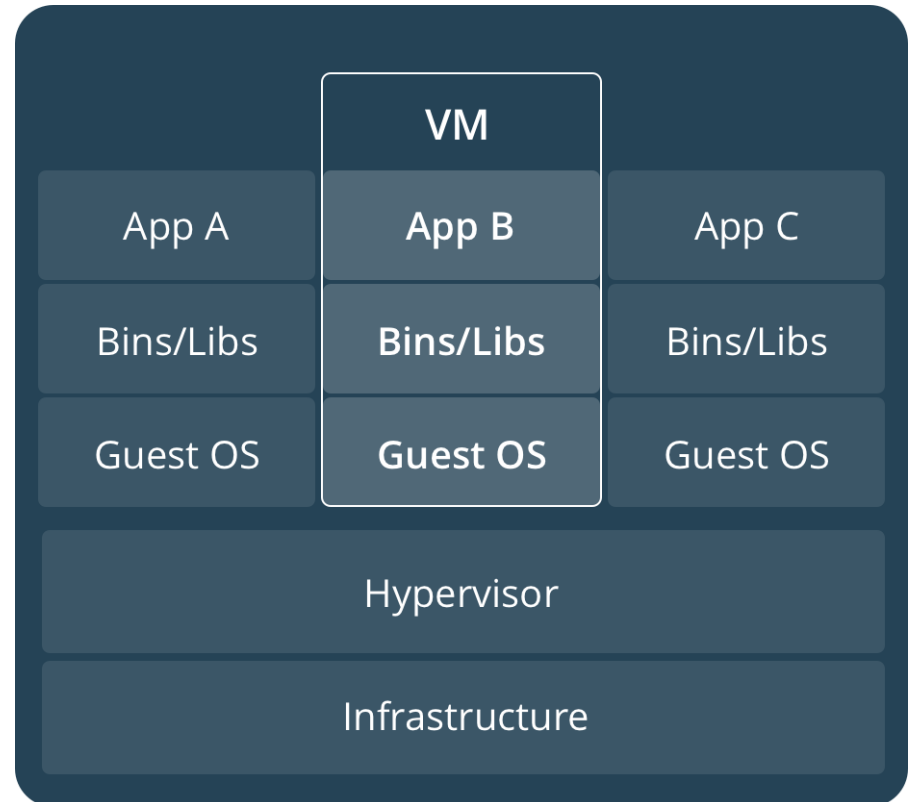 VM
App A
App B
App C
Bins/Libs
Bins/Libs
Bins/Libs
Guest OS
Guest OS
Guest OS
Hypervisor
Infrastructure